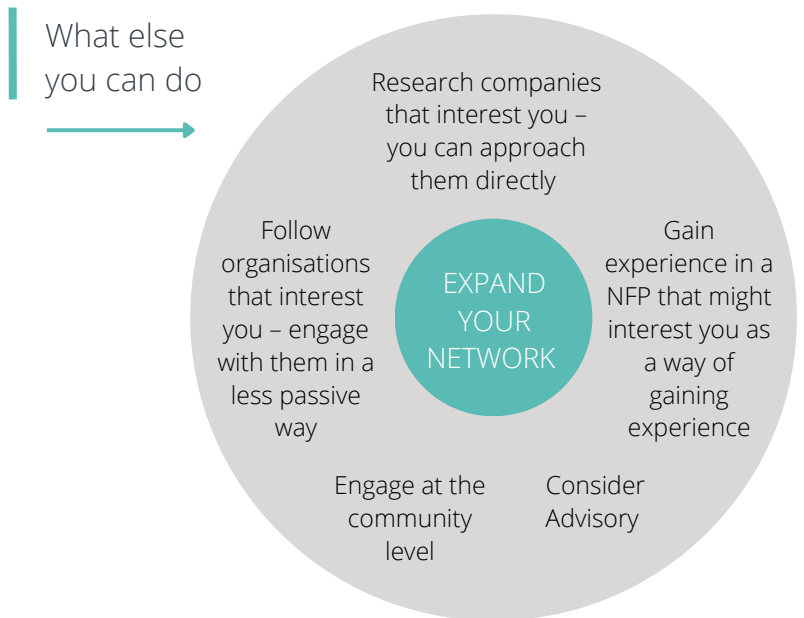 What else
you can do
Research companies
that interest you –
you can approach
them directly
Follow
organisations
that interest
you – engage
with them in a
less passive
way
EXPAND
YOUR
NETWORK
Gain
experience in a
NFP that might
interest you as
a way of
gaining
experience
Engage at the
community
level
Consider
Advisory